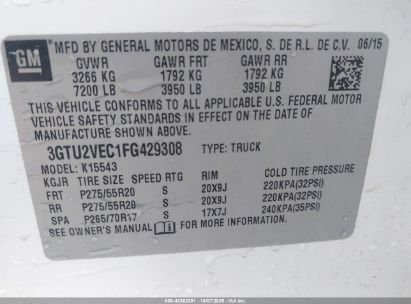 GM
MFD BY GENERAL MOTORS DE MEXICO, S. DE R.L. DE C.V. 06/15
GVWR GAWR FRT GAWR RR
3266 KG 1792 KG 1792 KG
7200 LB 3950 LB 3950 LB
THIS VEHICLE CONFORMS TO ALL APPLICABLE U.S. FEDERAL MOTOR
VEHICLE SAFETY STANDARDS IN EFFECT ON THE DATE OF
MANUFACTURE SHOWN ABOVE.
3GTU2VEC1FG429308 TYPE: TRUCK
MODEL: K15543
KGJR TIRE SIZE SPEED RTG RIM COLD TIRE PRESSURE
FRT P275/55R20 S 20X9J 220KPA(32PSI)
RR P275/55R20 S 20X9J 220KPA(32PSI)
SPA P265/70R17 S 17X7J 240KPA(35PSI)
SEE OWNER'S MANUAL FOR MORE INFORMATION